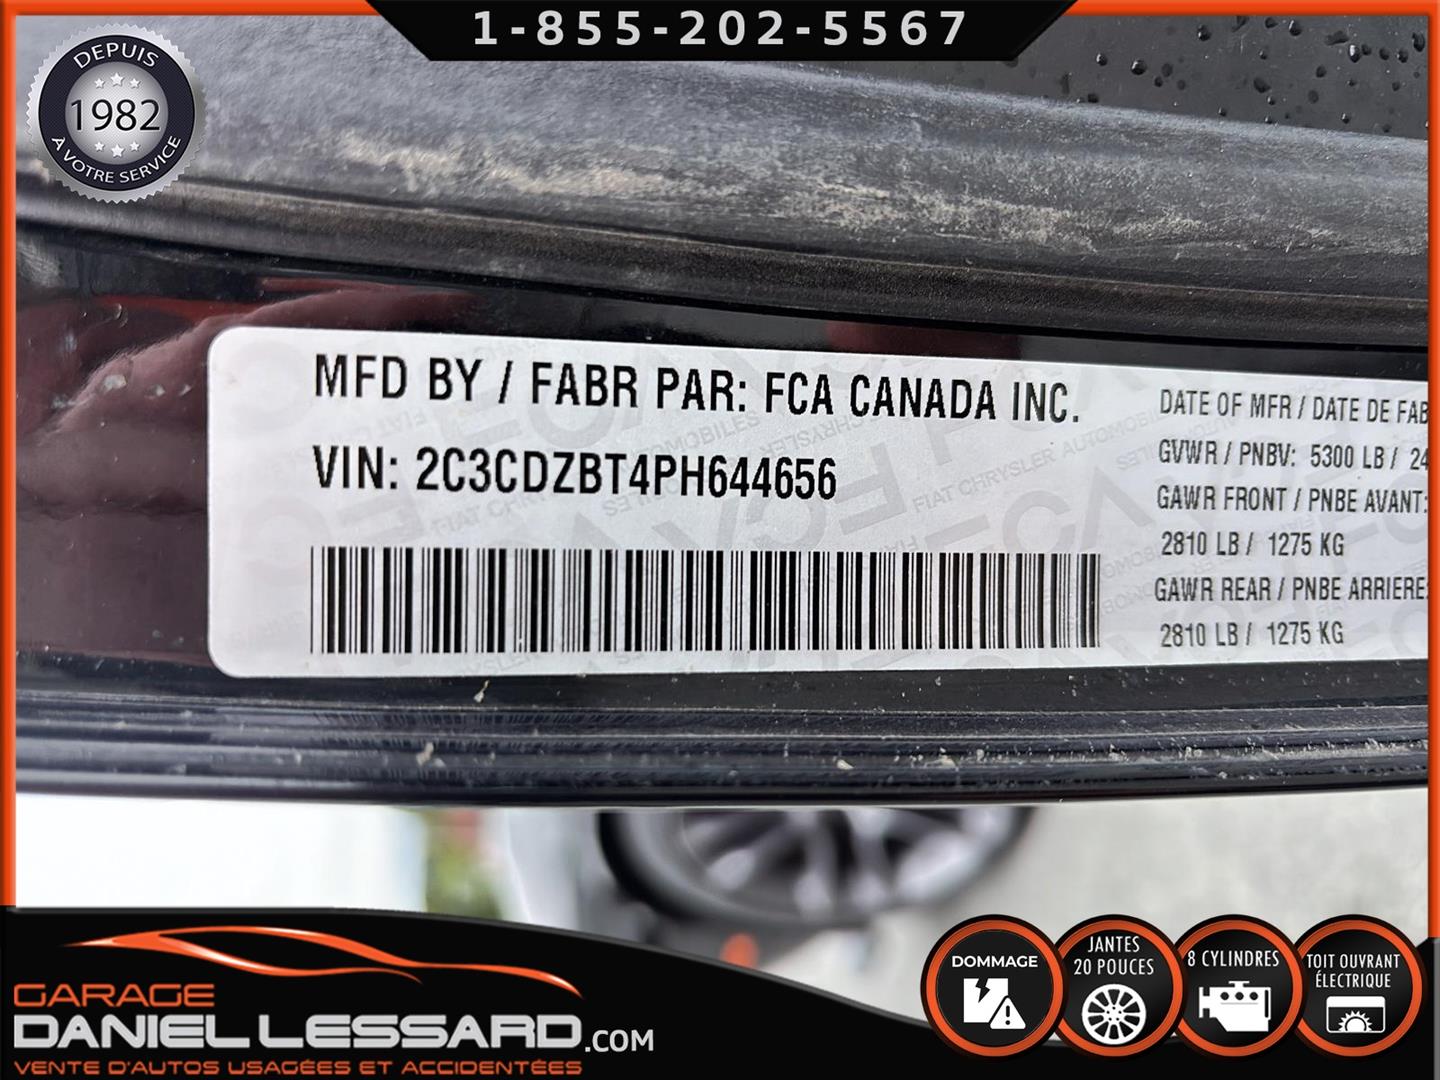 1-855-202-5567
DEPUIS
1982
À VOTRE SERVICE
MFD BY / FABR PAR: FCA CANADA INC.
VIN: 2C3CDZBT4PH644656
DATE OF MFR / DATE DE FAB
GVWR / PNBV: 5300 LB / 24
GAWR FRONT / PNBE AVANT:
2810 LB / 1275 KG
GAWR REAR / PNBE ARRIERE:
2810 LB / 1275 KG
GARAGE
DANIEL LESSARD.COM
VENTE D'AUTOS USAGÉES ET ACCIDENTÉES
DOMMAGE
JANTES
20 POUCES
8 CYLINDRES
TOIT OUVRANT
ÉLECTRIQUE